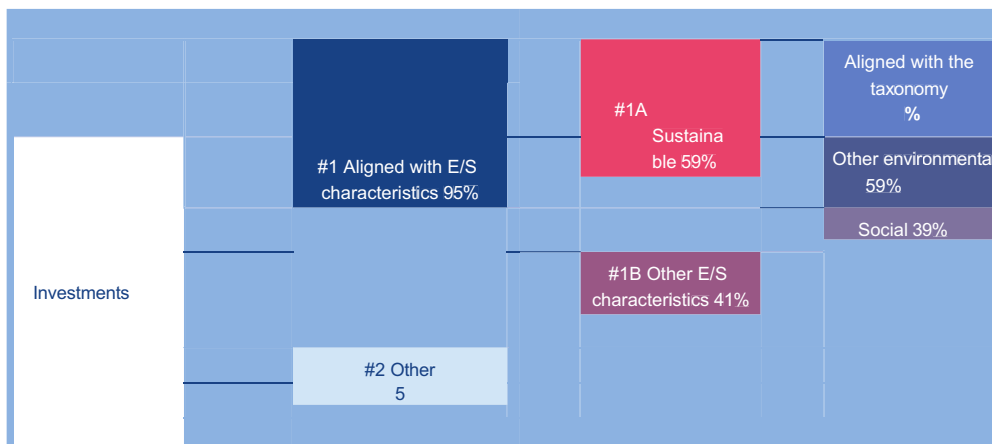 Investments
#1 Aligned with E/S
characteristics 95%
#2 Other
5
#1A
Sustaina
ble 59%
#1B Other E/S
characteristics 41%
Aligned with the
taxonomy
%
Other environmenta
59%
Social 39%